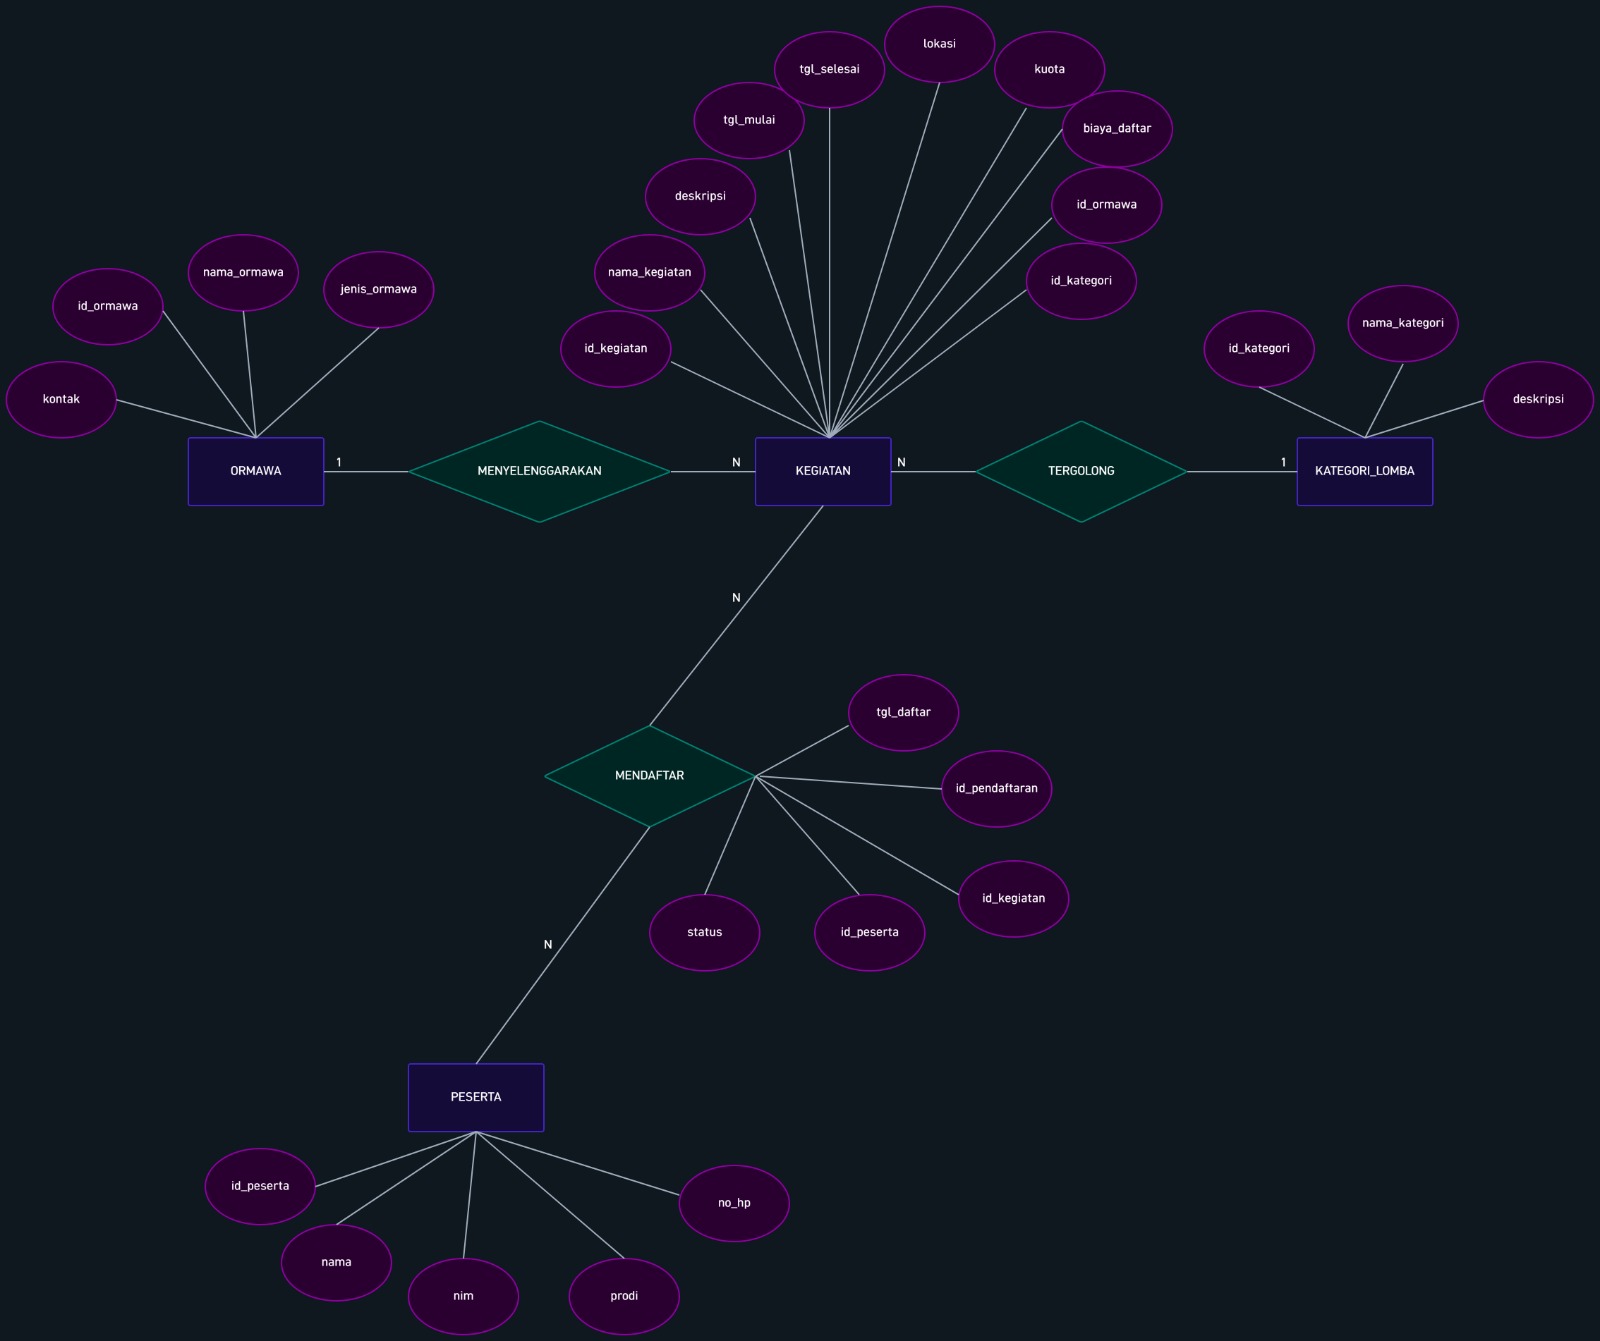 lokasi
tgl_selesai
kuota
tgl_mulai
biaya_daftar
deskripsi
id_ormawa
nama_ormawa
nama_kegiatan
id_kategori
jenis_ormawa
id_ormawa
nama_kategori
id_kegiatan
id_kategori
kontak
deskripsi
ORMAWA
1
MENYELENGGARAKAN
N
KEGIATAN
N
TERGOLONG
1
KATEGORI_LOMBA
N
tgl_daftar
MENDAFTAR
id_pendaftaran
id_kegiatan
status
id_peserta
N
PESERTA
id_peserta
no_hp
nama
nim
prodi